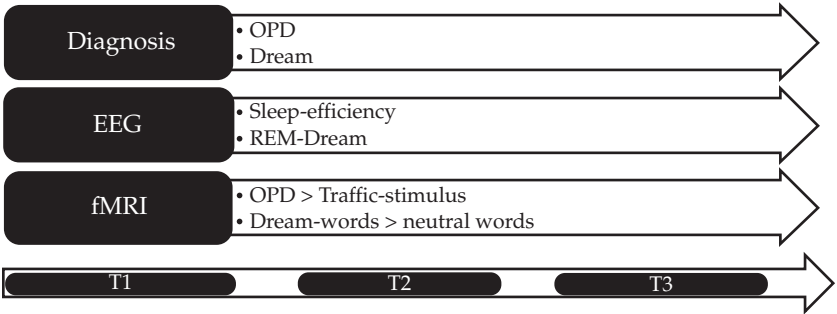 Diagnosis
• OPD
• Dream
EEG
• Sleep-efficiency
• REM-Dream
fMRI
• OPD > Traffic-stimulus
• Dream-words > neutral words
T1 T2 T3